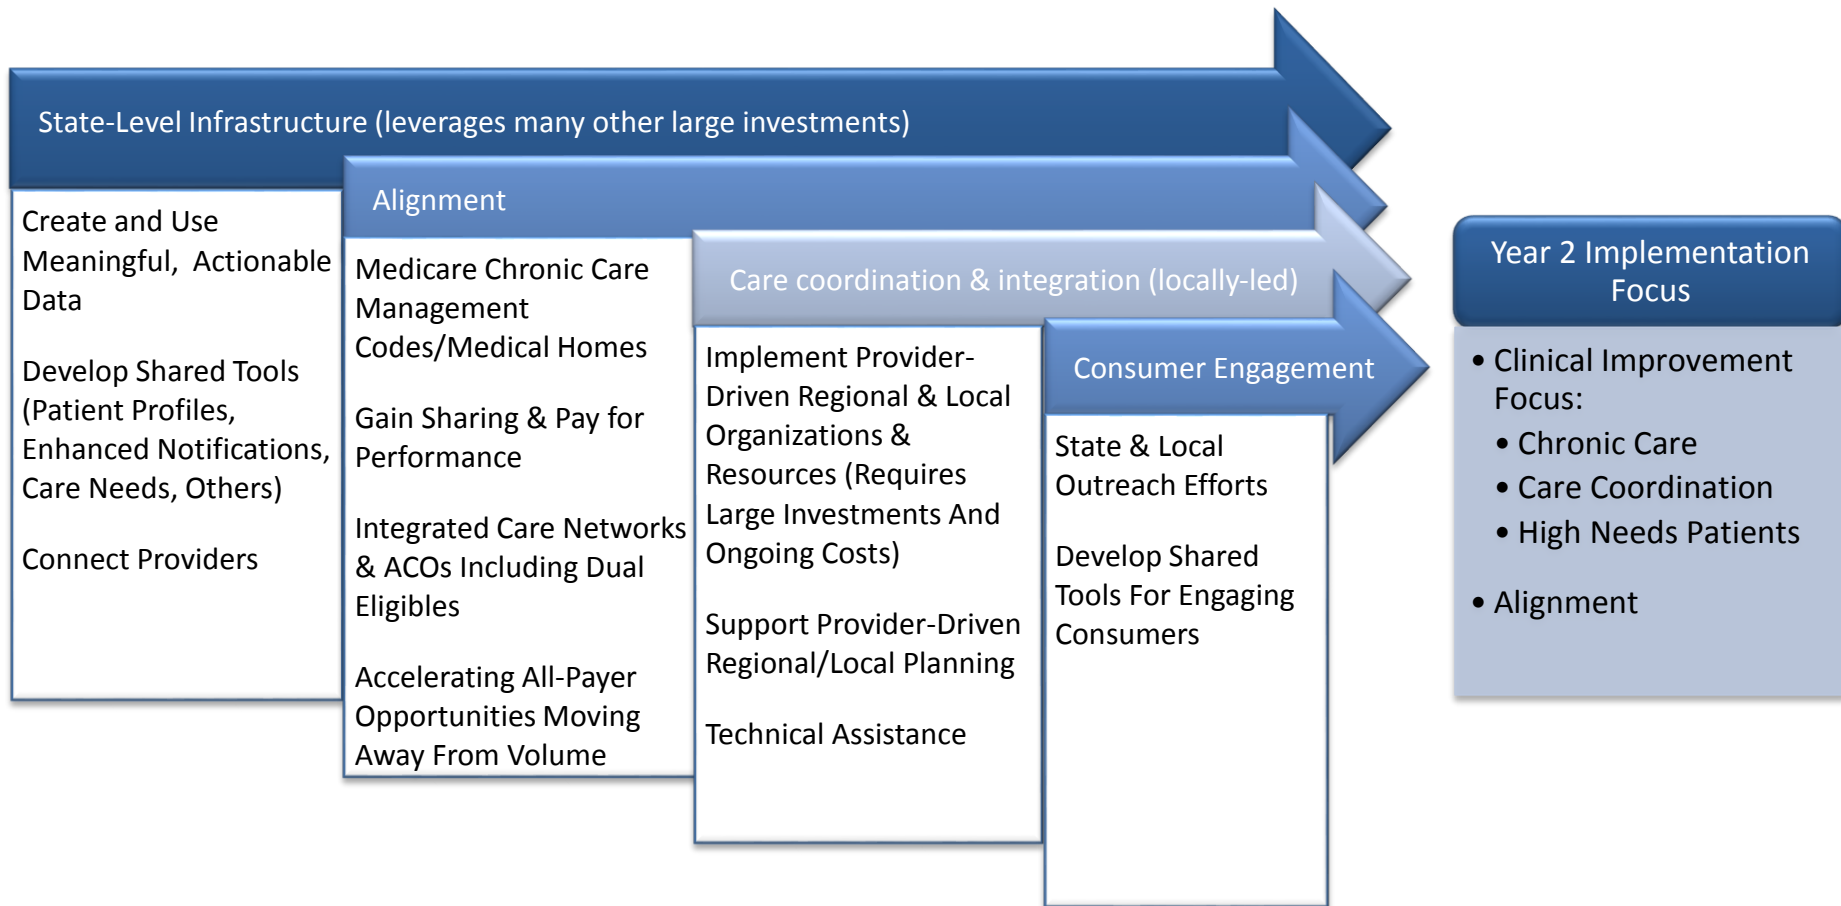 State-Level Infrastructure (leverages many other large investments)
Create and Use
Meaningful, Actionable
Data
Develop Shared Tools
(Patient Profiles,
Enhanced Notifications,
Care Needs, Others)
Connect Providers
Alignment
Medicare Chronic Care
Management
Codes/Medical Homes
Gain Sharing & Pay for
Performance
Integrated Care Networks
& ACOs Including Dual
Eligibles
Accelerating All-Payer
Opportunities Moving
Away From Volume
Care coordination & integration (locally-led)
Implement Provider-
Driven Regional & Local
Organizations &
Resources (Requires
Large Investments And
Ongoing Costs)
Support Provider-Driven
Regional/Local Planning
Technical Assistance
Consumer Engagement
State & Local
Outreach Efforts
Develop Shared
Tools For Engaging
Consumers
Year 2 Implementation
Focus
• Clinical Improvement
Focus:
• Chronic Care
• Care Coordination
• High Needs Patients
• Alignment